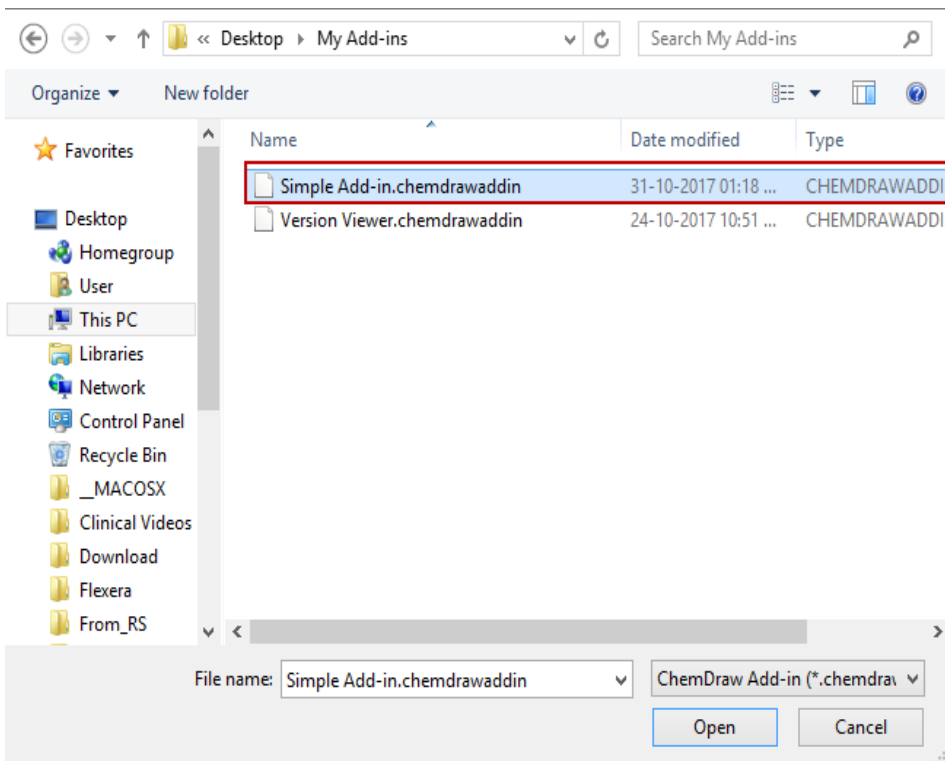 « Desktop My Add-ins Search My Add-ins
Organize New folder
Name Date modified Type
Simple Add-in.chemdrawaddin 31-10-2017 01:18 ... CHEMDRAWADDI
Version Viewer.chemdrawaddin 24-10-2017 10:51 ... CHEMDRAWADDI
Favorites
Desktop
Homegroup
User
This PC
Libraries
Network
Control Panel
Recycle Bin
__MACOSX
Clinical Videos
Download
Flexera
From_RS
File name: Simple Add-in.chemdrawaddin ChemDraw Add-in (*.chemdra
Open Cancel